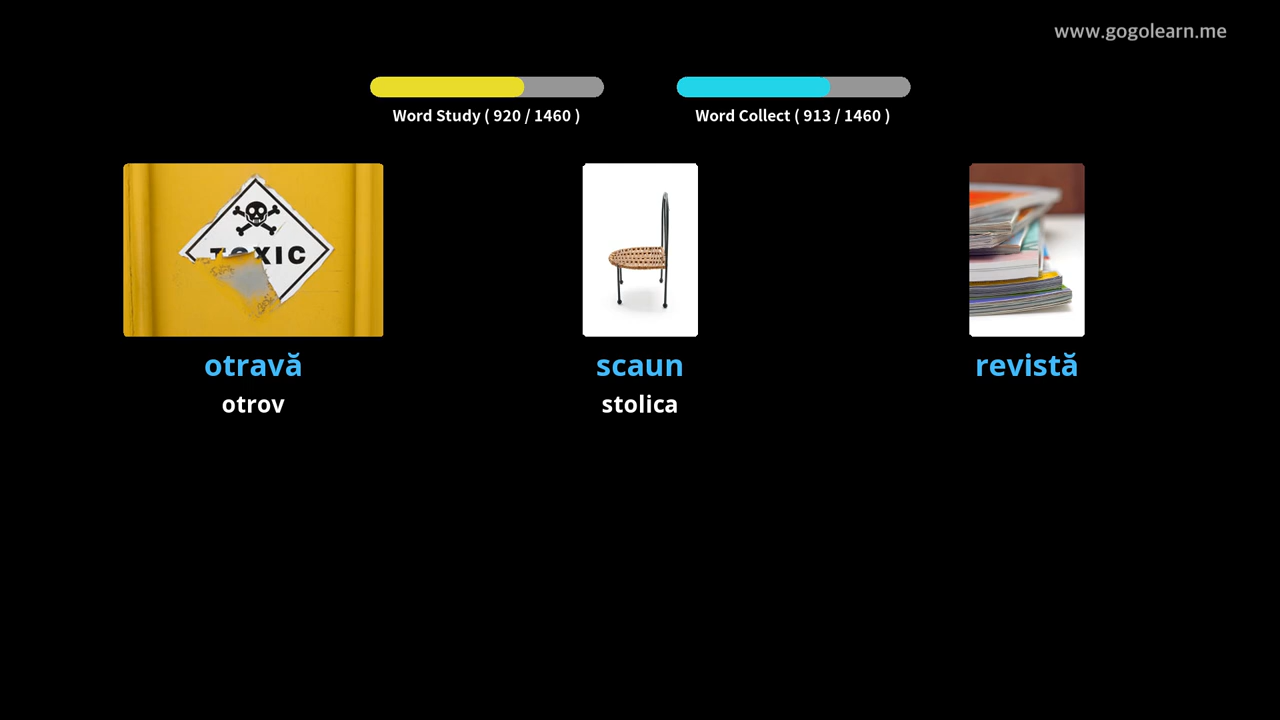 www.gogolearn.me
Word Study ( 920 / 1460 )
Word Collect ( 913 / 1460 )
TOXIC
otravă
scaun
revistă
otrov
stolica